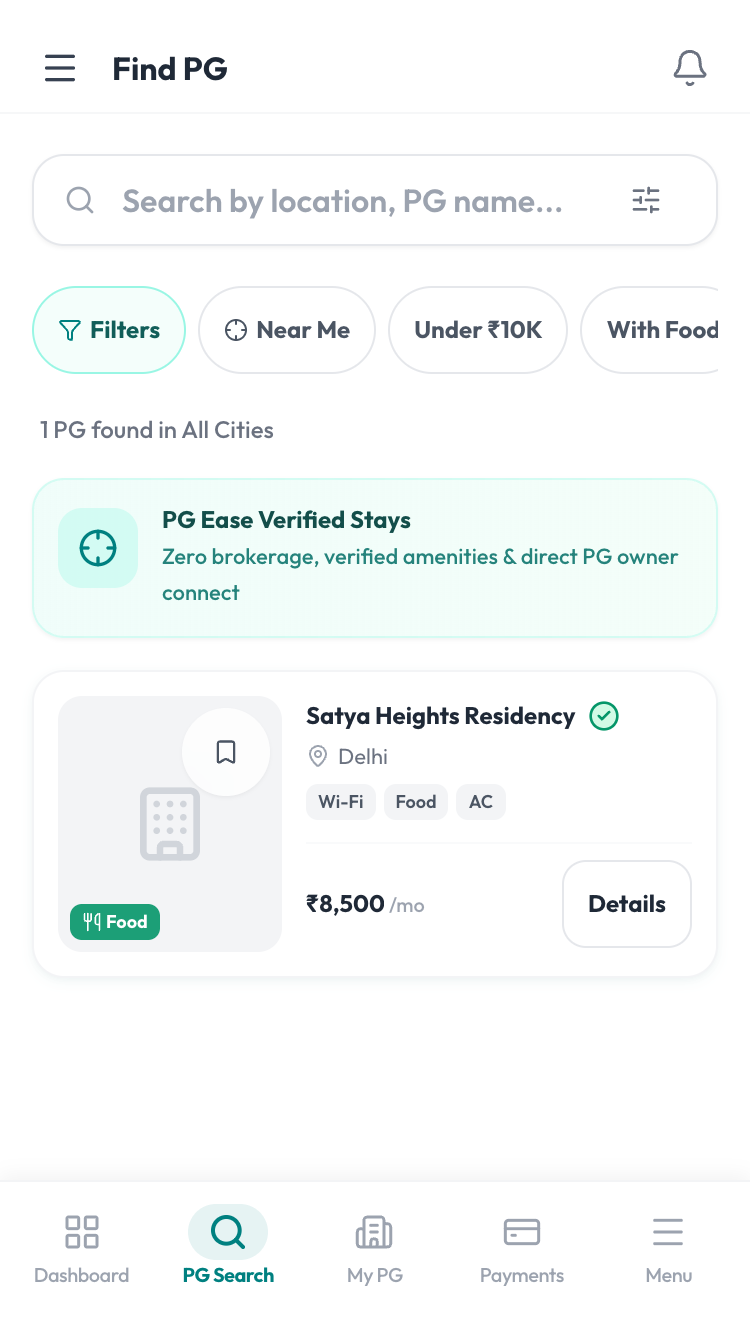 Find PG
Search by location, PG name...
Filters
Near Me
Under ₹10K
With Food
1 PG found in All Cities
PG Ease Verified Stays
Zero brokerage, verified amenities & direct PG owner
connect
Satya Heights Residency
Delhi
Wi-Fi
Food
AC
Food
₹8,500 /mo
Details
Dashboard
PG Search
My PG
Payments
Menu